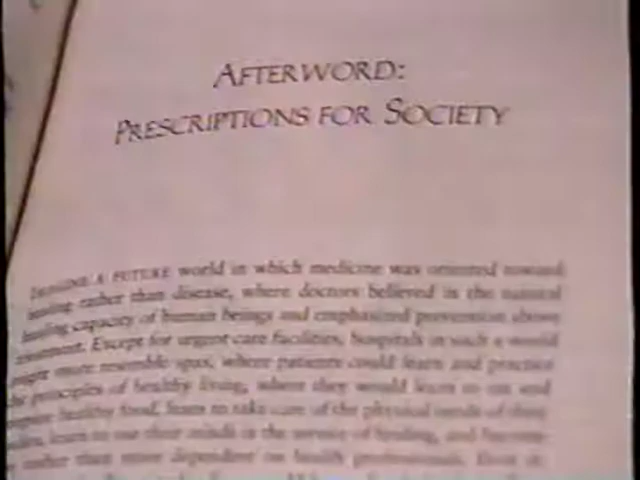 AFTERWORD:
PRESCRIPTIONS FOR SOCIETY
IMAGINE A FUTURE world in which medicine was oriented toward
healing rather than disease, where doctors believed in the natural
healing capacity of human beings and emphasized prevention above
treatment. Except for urgent care facilities, hospitals in such a world
might more resemble spas, where patients could learn and practice
the principles of healthy living, where they would learn to eat and
prepare healthy food, learn to take care of the physical needs of their
bodies, learn to use their minds in the service of healing, and become
rather than more dependent on health professionals.